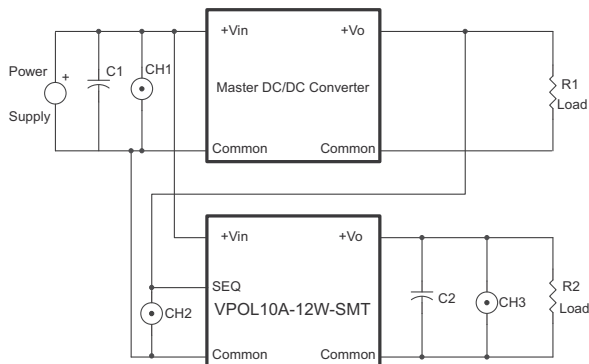 +Vin
+Vo
Power
+
C1
CH1
Master DC/DC Converter
R1
Load
Supply
Common
Common
+Vin
+Vo
SEQ
CH2
VPOL10A-12W-SMT
C2
CH3
R2
Load
Common
Common